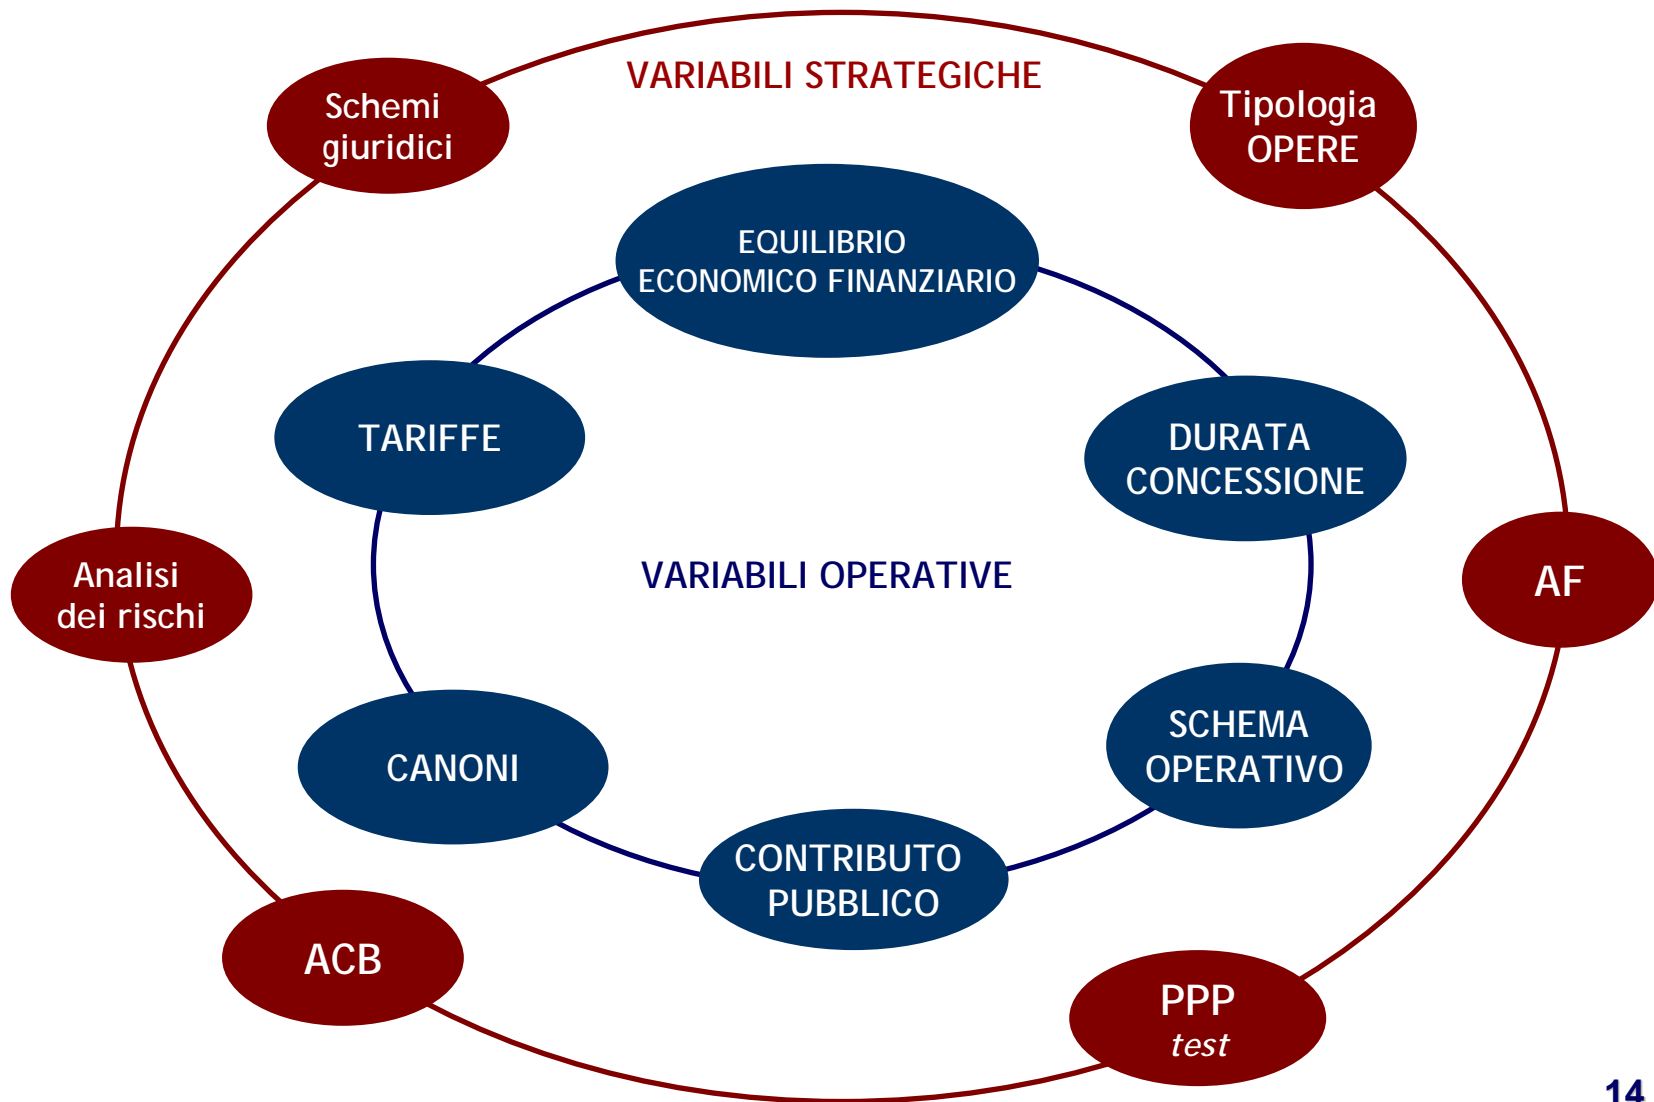 VARIABILI STRATEGICHE
Schemi
giuridici
Tipologia
OPERE
EQUILIBRIO
ECONOMICO FINANZIARIO
TARIFFE
DURATA
CONCESSIONE
VARIABILI OPERATIVE
Analisi
dei rischi
AF
SCHEMA
OPERATIVO
CANONI
CONTRIBUTO
PUBBLICO
ACB
PPP
test
14